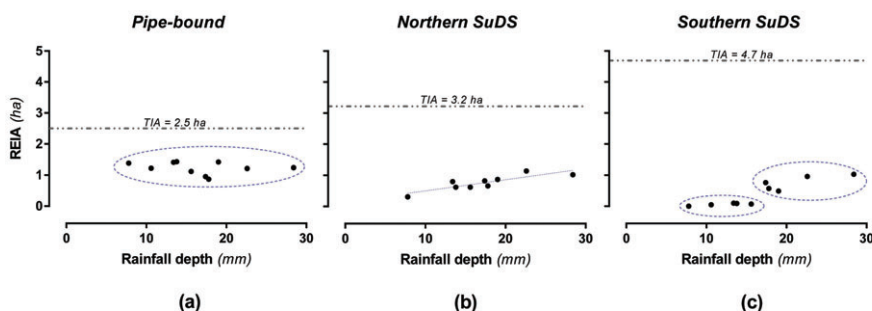 Pipe-bound
Northern SuDS
Southern SuDS
REIA (ha)
5
4
3
2
1
0
TIA = 2.5 ha
TIA = 3.2 ha
TIA = 4.7 ha
0 10 20 30
0 10 20 30
0 10 20 30
Rainfall depth (mm)
Rainfall depth (mm)
Rainfall depth (mm)
(a)
(b)
(c)